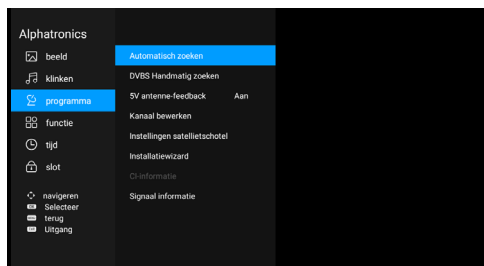 Alphatronics
beeld
klinken
programma
functie
tijd
slot
navigeren
Selecteer
terug
Uitgang
Automatisch zoeken
DVBS Handmatig zoeken
5V antenne-feedback Aan
Kanaal bewerken
Instellingen satellietschotel
Installatiewizard
CI-informatie
Signaal informatie